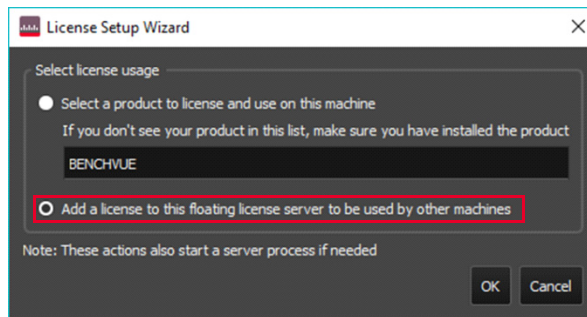 License Setup Wizard
Select license usage
Select a product to license and use on this machine
If you don't see your product in this list, make sure you have installed the product
BENCHVUE
Add a license to this floating license server to be used by other machines
Note: These actions also start a server process if needed
OK Cancel